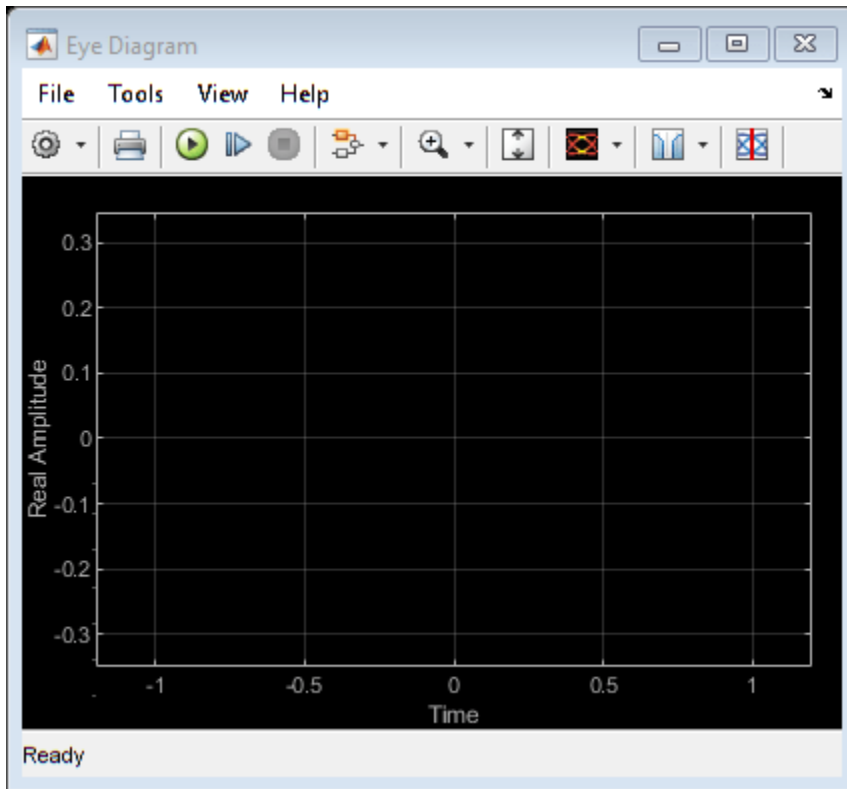 Eye Diagram
File Tools View Help
0.3
0.2
0.1
0
-0.1
-0.2
-0.3
Real Amplitude
-1 -0.5 0 0.5 1
Time
Ready